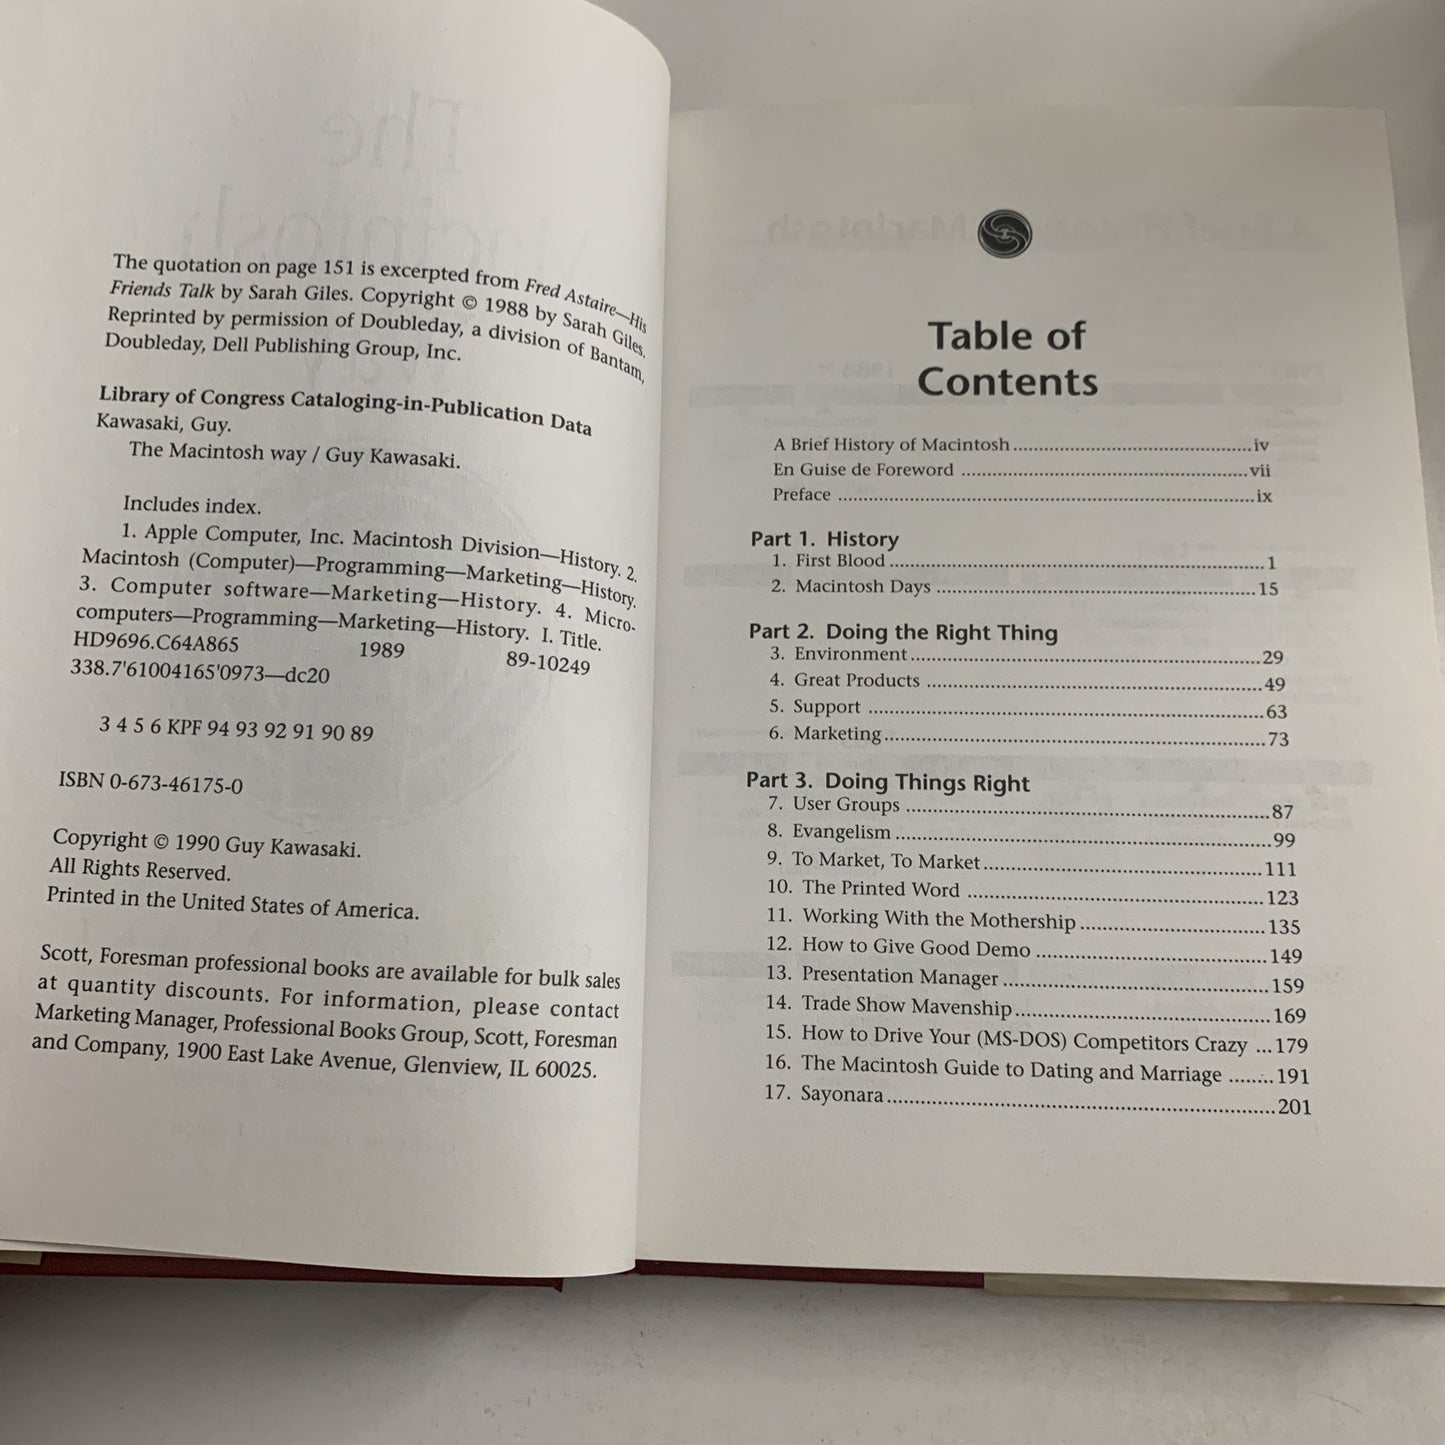 The quotation on page 151 is excerpted from Fred Astaire—His
Friends Talk by Sarah Giles. Copyright © 1988 by Sarah Giles.
Reprinted by permission of Doubleday, a division of Bantam,
Doubleday, Dell Publishing Group, Inc.
Library of Congress Cataloging-in-Publication Data
Kawasaki, Guy.
The Macintosh way / Guy Kawasaki.
Includes index.
1. Apple Computer, Inc. Macintosh Division—History. 2.
Macintosh (Computer)—Programming—Marketing—History.
3. Computer software—Marketing—History. 4. Micro-
computers—Programming—Marketing—History. I. Title.
HD9696.C64A865 1989 89-10249
338.7'61004165'0973—dc20
3 4 5 6 KPF 94 93 92 91 90 89
ISBN 0-673-46175-0
Copyright © 1990 Guy Kawasaki.
All Rights Reserved.
Printed in the United States of America.
Scott, Foresman professional books are available for bulk sales
at quantity discounts. For information, please contact
Marketing Manager, Professional Books Group, Scott, Foresman
and Company, 1900 East Lake Avenue, Glenview, IL 60025.
Table of
Contents
A Brief History of Macintosh ... iv
En Guise de Foreword ... vii
Preface ... ix
Part 1. History
1. First Blood ... 1
2. Macintosh Days ... 15
Part 2. Doing the Right Thing
3. Environment ... 29
4. Great Products ... 49
5. Support ... 63
6. Marketing ... 73
Part 3. Doing Things Right
7. User Groups ... 87
8. Evangelism ... 99
9. To Market, To Market ... 111
10. The Printed Word ... 123
11. Working With the Mothership ... 135
12. How to Give Good Demo ... 149
13. Presentation Manager ... 159
14. Trade Show Mavenship ... 169
15. How to Drive Your (MS-DOS) Competitors Crazy ... 179
16. The Macintosh Guide to Dating and Marriage ... 191
17. Sayonara ... 201